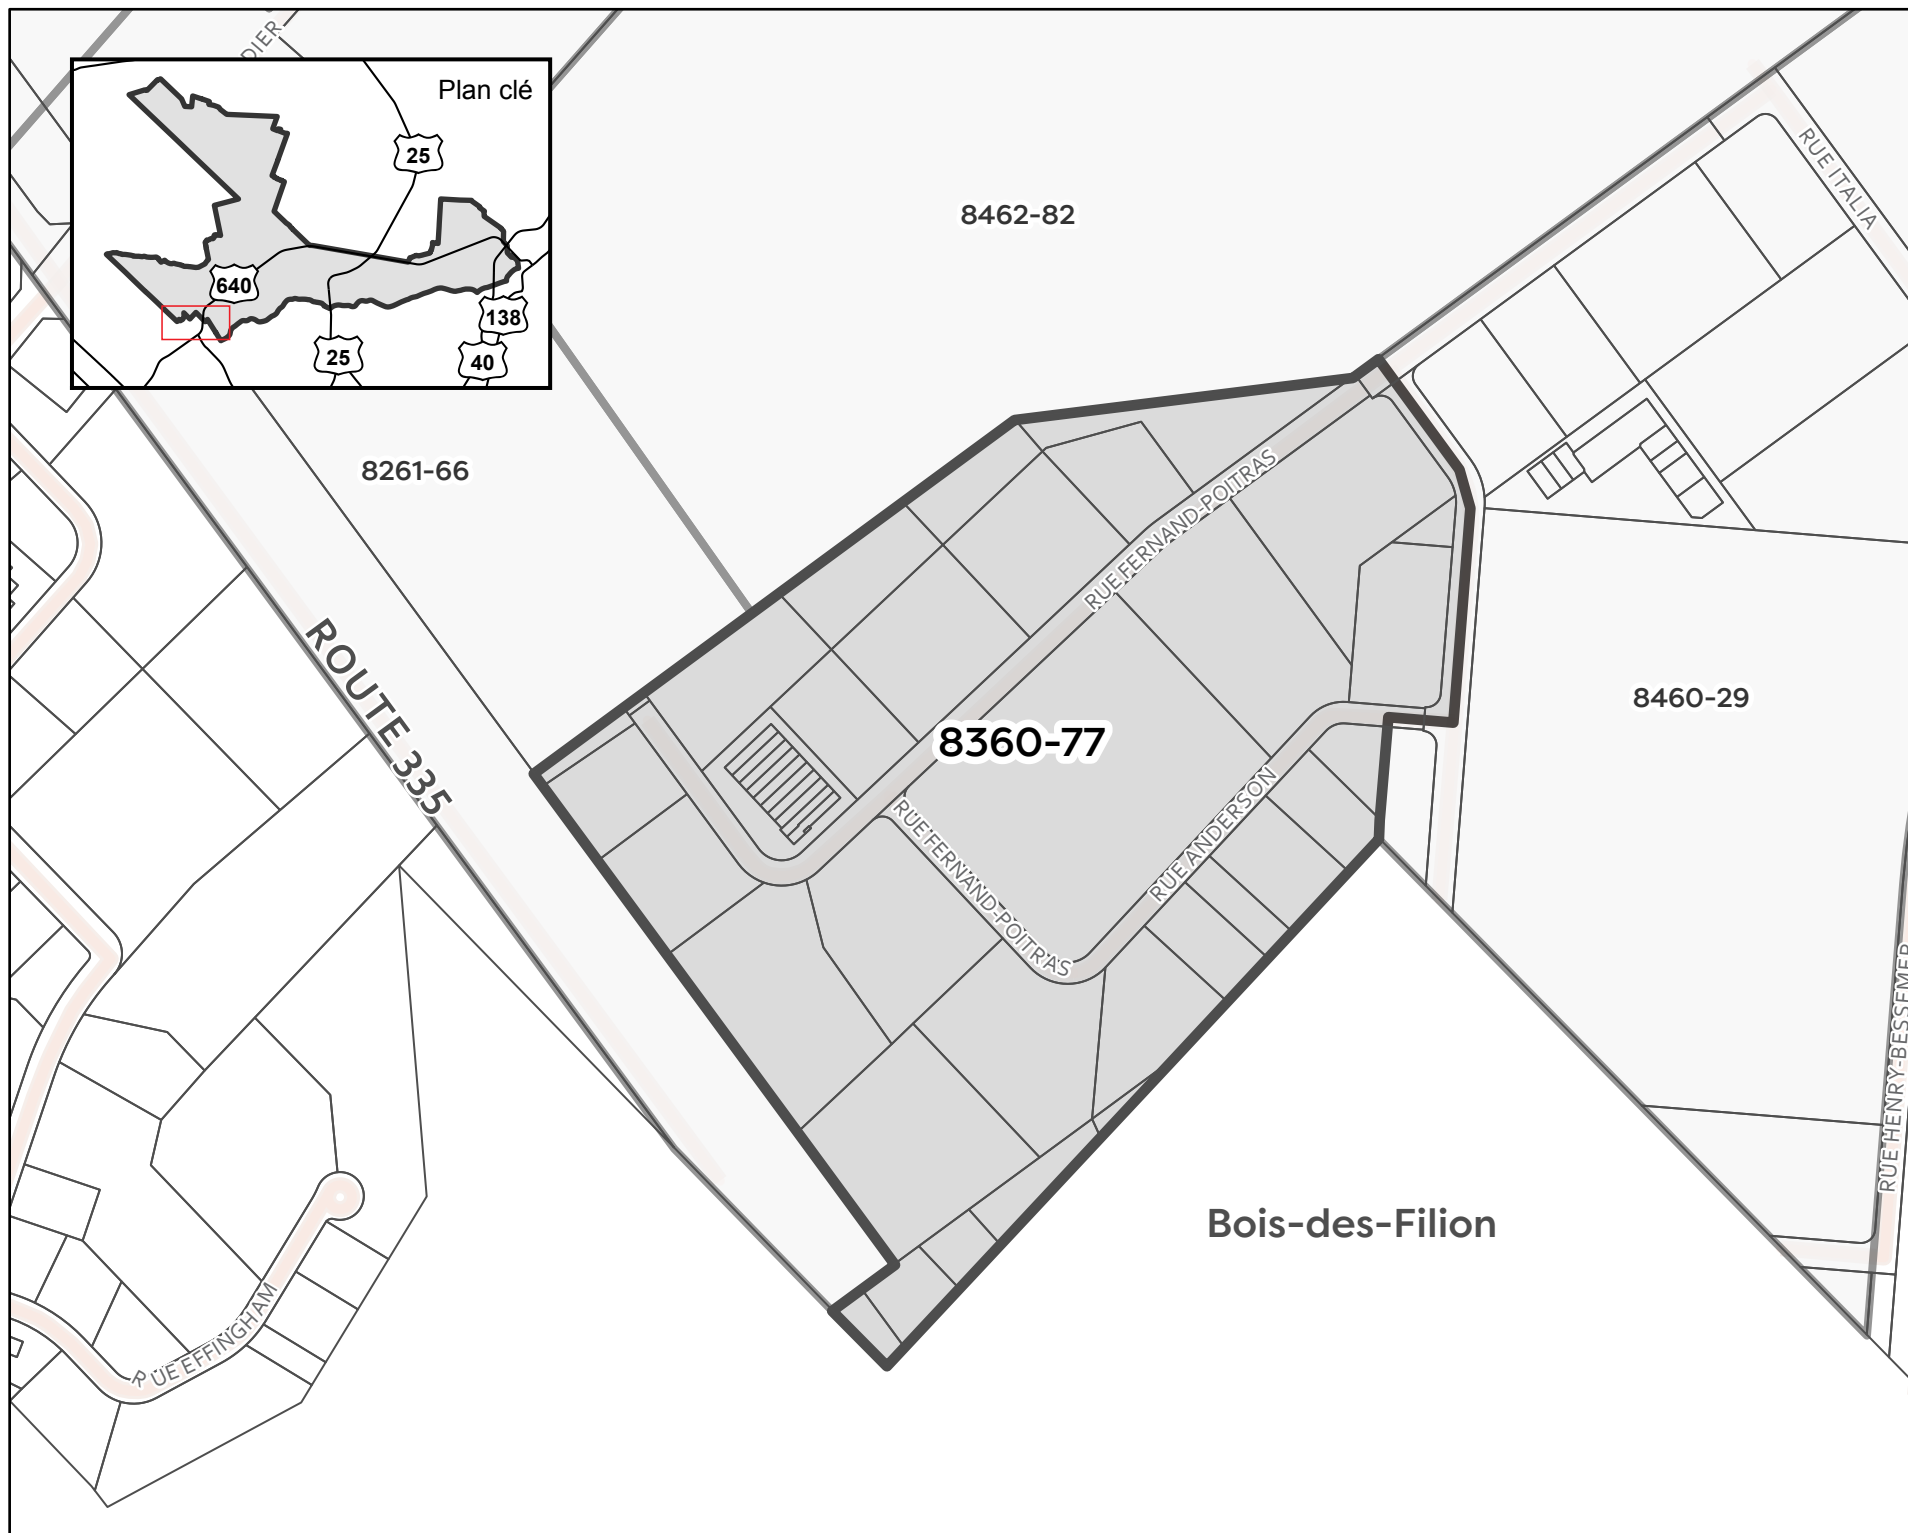 DIER
Plan clé
25
640
138
25
40
8462-82
RUE ITALIA
8261-66
RUE FERNAND-POITRAS
ROUTE 335
8460-29
8360-77
RUE FERNAND-POITRAS
RUE ANDERSON
RUE HENRY-BESSEMER
Bois-des-Filion
RUE EFFINGHAM